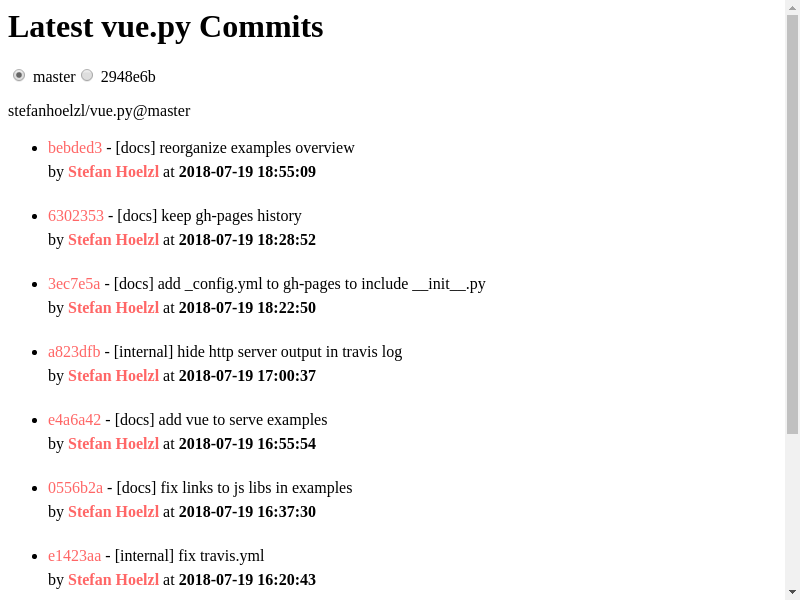 Latest vue.py Commits
master 2948e6b
stefanhoelzl/vue.py@master
bebded3 - [docs] reorganize examples overview
by Stefan Hoelzl at 2018-07-19 18:55:09
6302353 - [docs] keep gh-pages history
by Stefan Hoelzl at 2018-07-19 18:28:52
3ec7e5a - [docs] add _config.yml to gh-pages to include __init__.py
by Stefan Hoelzl at 2018-07-19 18:22:50
a823dfb - [internal] hide http server output in travis log
by Stefan Hoelzl at 2018-07-19 17:00:37
e4a6a42 - [docs] add vue to serve examples
by Stefan Hoelzl at 2018-07-19 16:55:54
0556b2a - [docs] fix links to js libs in examples
by Stefan Hoelzl at 2018-07-19 16:37:30
e1423aa - [internal] fix travis.yml
by Stefan Hoelzl at 2018-07-19 16:20:43